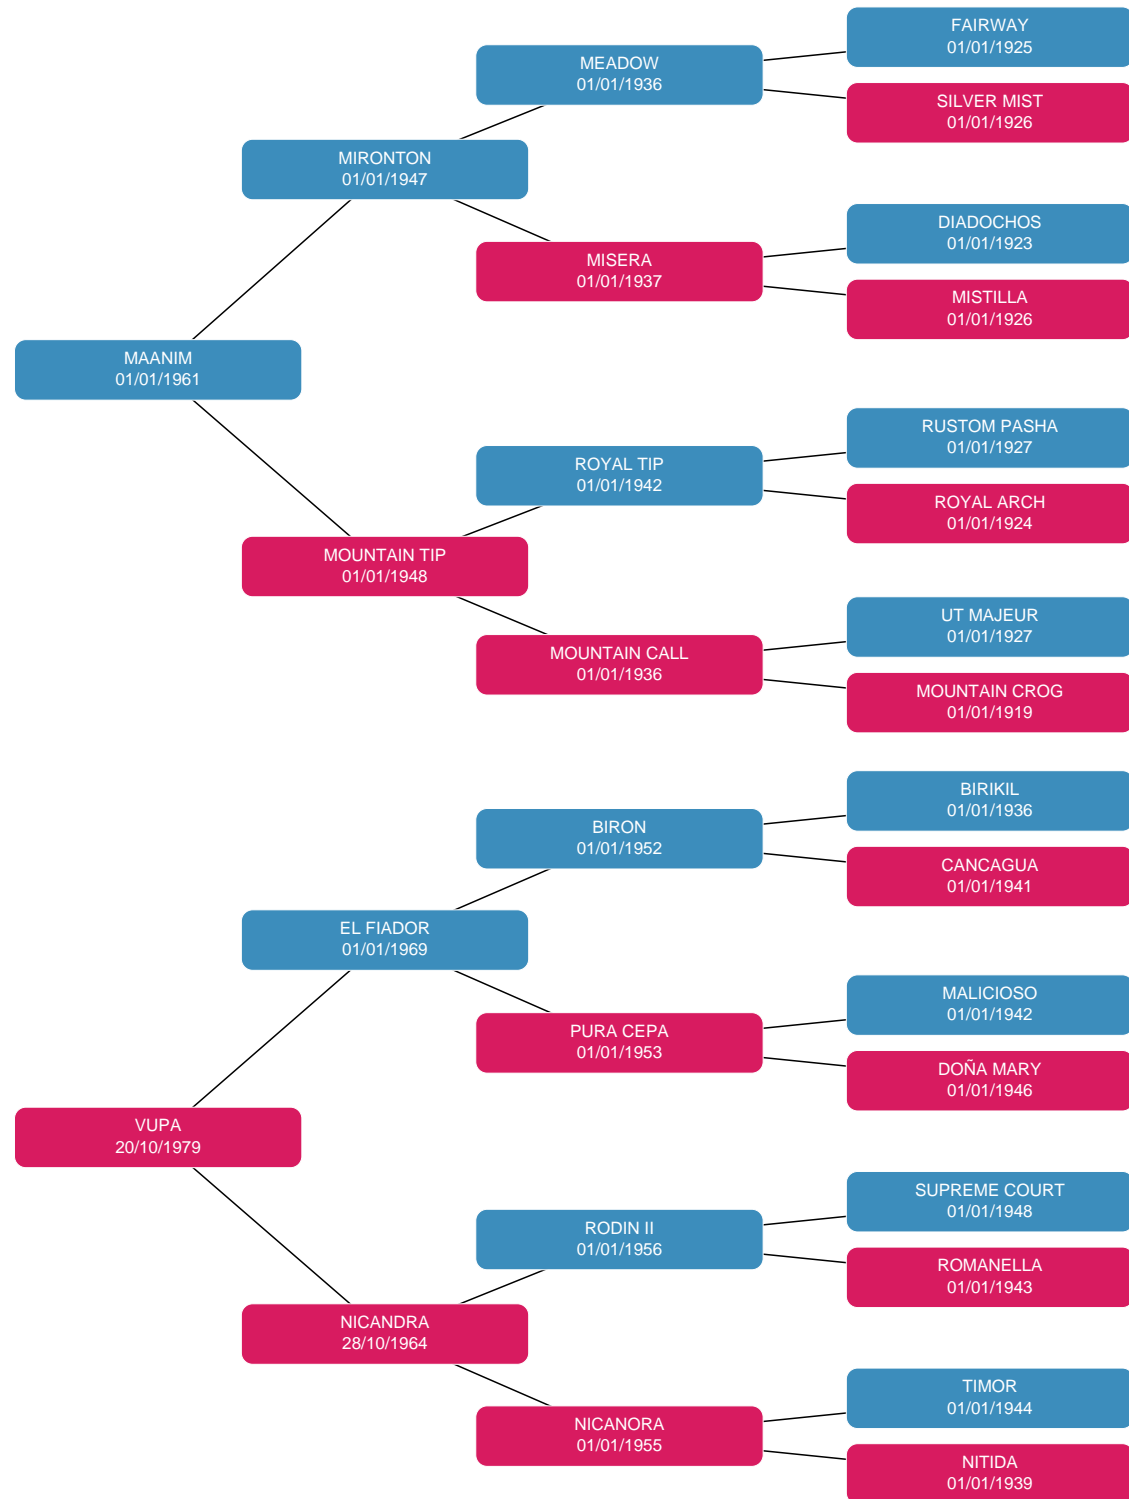 FAIRWAY
01/01/1925
MEADOW
01/01/1936
SILVER MIST
01/01/1926
MIRONTON
01/01/1947
DIADOCHOS
01/01/1923
MISERA
01/01/1937
MISTILLA
01/01/1926
MAANIM
01/01/1961
RUSTOM PASHA
01/01/1927
ROYAL TIP
01/01/1942
ROYAL ARCH
01/01/1924
MOUNTAIN TIP
01/01/1948
UT MAJEUR
01/01/1927
MOUNTAIN CALL
01/01/1936
MOUNTAIN CROG
01/01/1919
BIRIKIL
01/01/1936
BIRON
01/01/1952
CANCAGUA
01/01/1941
EL FIADOR
01/01/1969
MALICIOSO
01/01/1942
PURA CEPA
01/01/1953
DOÑA MARY
01/01/1946
VUPA
20/10/1979
SUPREME COURT
01/01/1948
RODIN II
01/01/1956
ROMANELLA
01/01/1943
NICANDRA
28/10/1964
TIMOR
01/01/1944
NICANORA
01/01/1955
NITIDA
01/01/1939